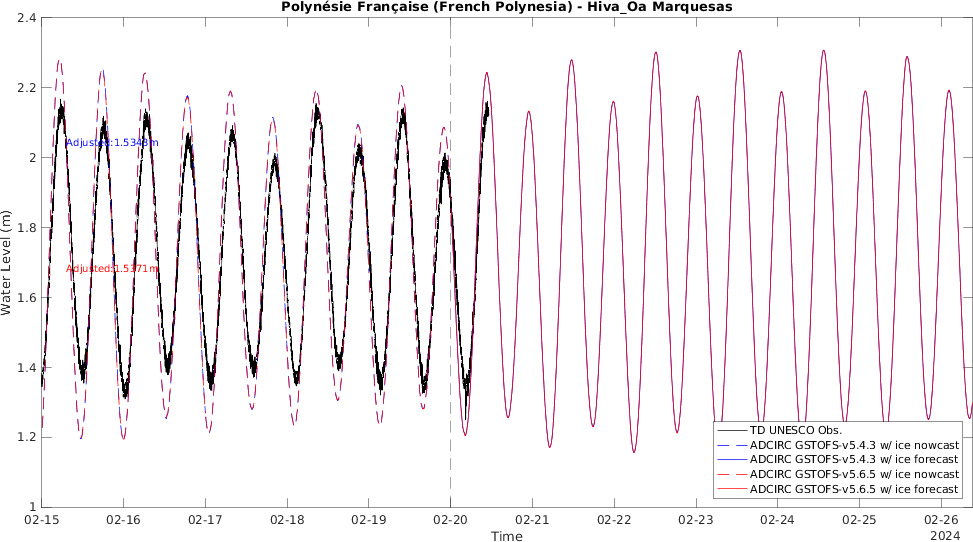 Polynésie Française (French Polynesia) - Hiva_Oa Marquesas
2.4
2.2
2
1.8
1.6
1.4
1.2
1
Water Level (m)
Adjusted:1.5343m
Adjusted:1.5371m
TD UNESCO Obs.
ADCIRC GSTOFS-v5.4.3 w/ ice nowcast
ADCIRC GSTOFS-v5.4.3 w/ ice forecast
ADCIRC GSTOFS-v5.6.5 w/ ice nowcast
ADCIRC GSTOFS-v5.6.5 w/ ice forecast
02-15 02-16 02-17 02-18 02-19 02-20 02-21 02-22 02-23 02-24 02-25 02-26
Time
2024